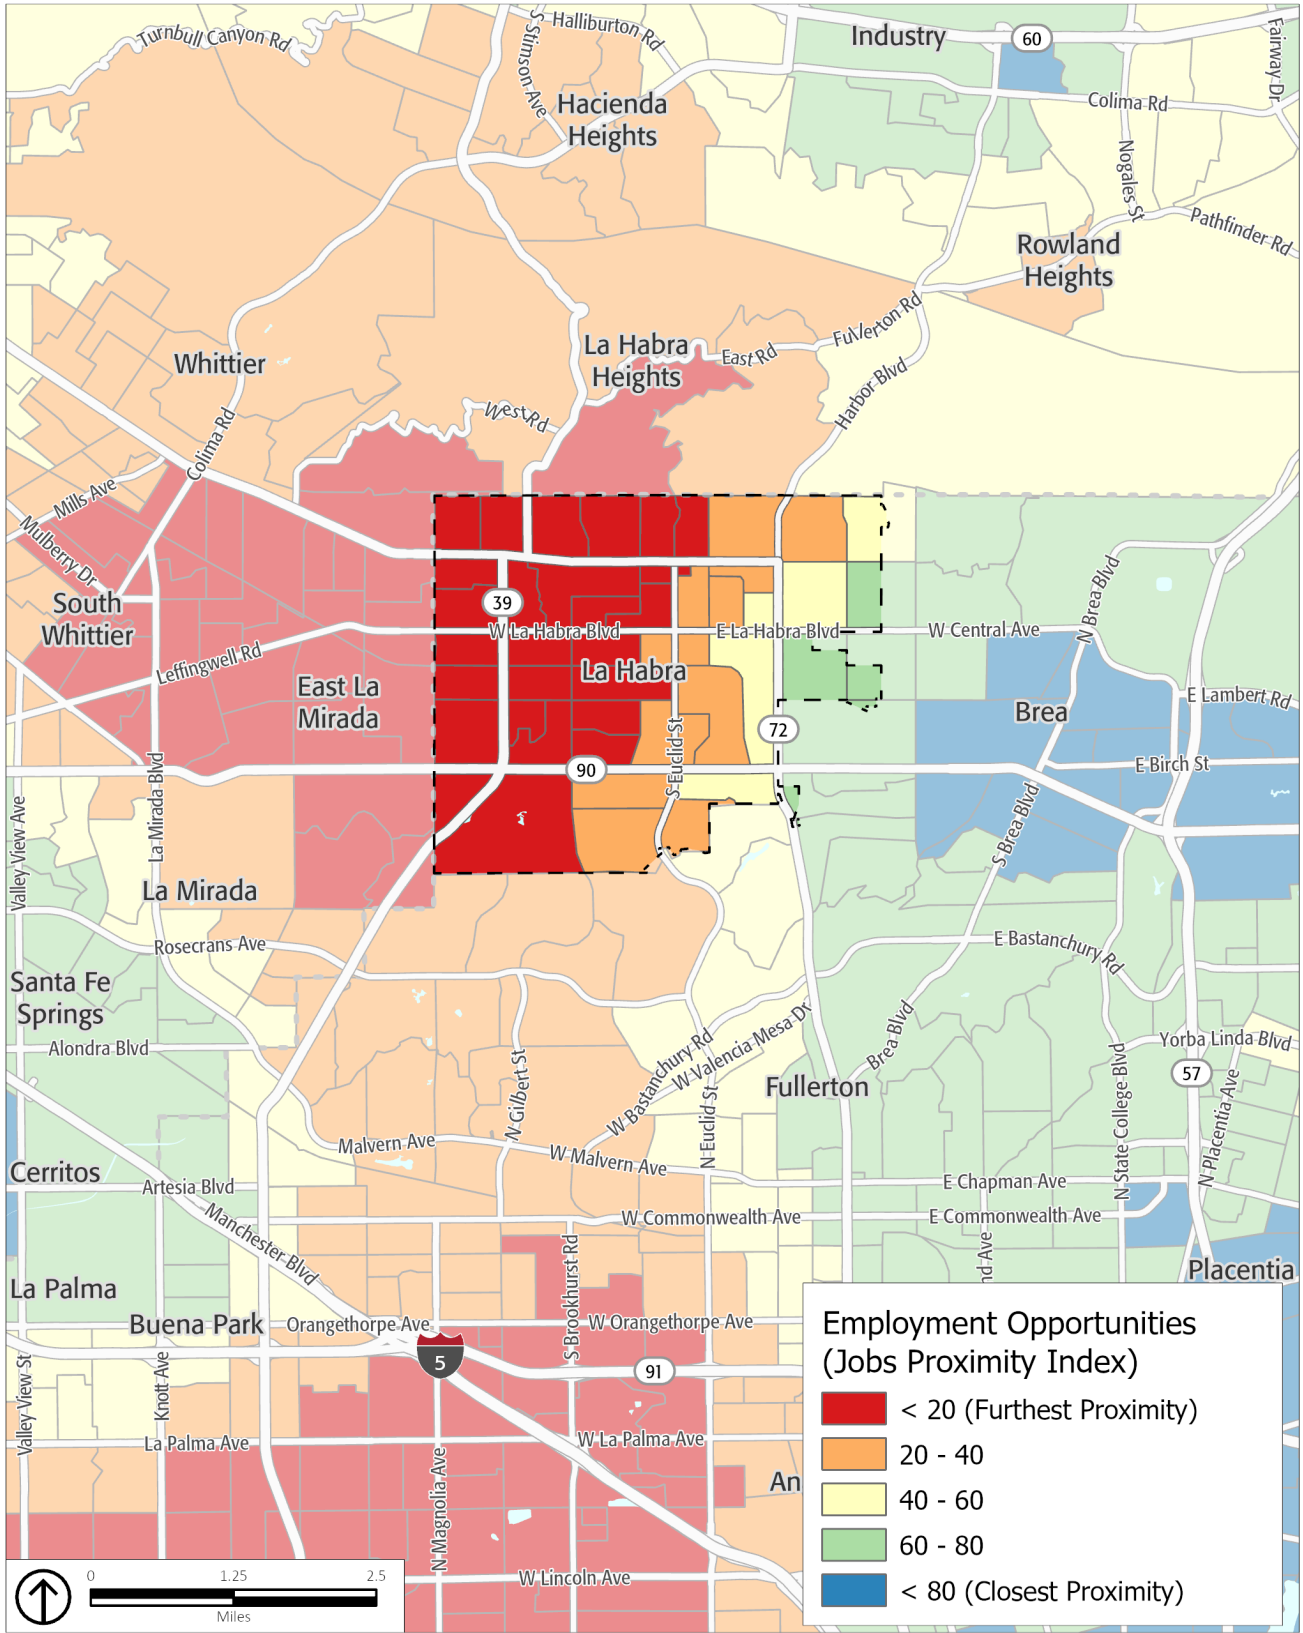 Turnbull Canyon Rd
S Stimson Ave
Halliburton Rd
Industry
60
Fairway Dr
Hacienda
Heights
Colima Rd
Nogales St
Pathfinder Rd
Rowland
Heights
Whittier
La Habra
Heights
East Rd
Fullerton Rd
Harbor Blvd
West Rd
Colima Rd
Mills Ave
Mulberry Dr
South
Whittier
Leffingwell Rd
39
W La Habra Blvd
E La Habra Blvd
W Central Ave
N Brea Blvd
La Habra
East La
Mirada
S Euclid St
72
Brea
E Lambert Rd
90
E Birch St
La Mirada Blvd
Valley View Ave
S Brea Blvd
La Mirada
Rosecrans Ave
E Bastanchury Rd
Santa Fe
Springs
Alondra Blvd
N Gilbert St
W Bastanchury Rd
W Valencia Mesa Dr
Brea Blvd
Yorba Linda Blvd
Fullerton
57
N Euclid St
N State College Blvd
N Placentia Ave
Malvern Ave
W Malvern Ave
Cerritos
Artesia Blvd
E Chapman Ave
Manchester Blvd
W Commonwealth Ave
E Commonwealth Ave
nd Ave
La Palma
Placentia
Buena Park
Orangethorpe Ave
S Brookhurst Rd
W Orangethorpe Ave
5
91
Valley View St
Knott Ave
La Palma Ave
W La Palma Ave
N Magnolia Ave
An
W Lincoln Ave
Employment Opportunities
(Jobs Proximity Index)
< 20 (Furthest Proximity)
20 - 40
40 - 60
60 - 80
< 80 (Closest Proximity)
0 1.25 2.5
Miles